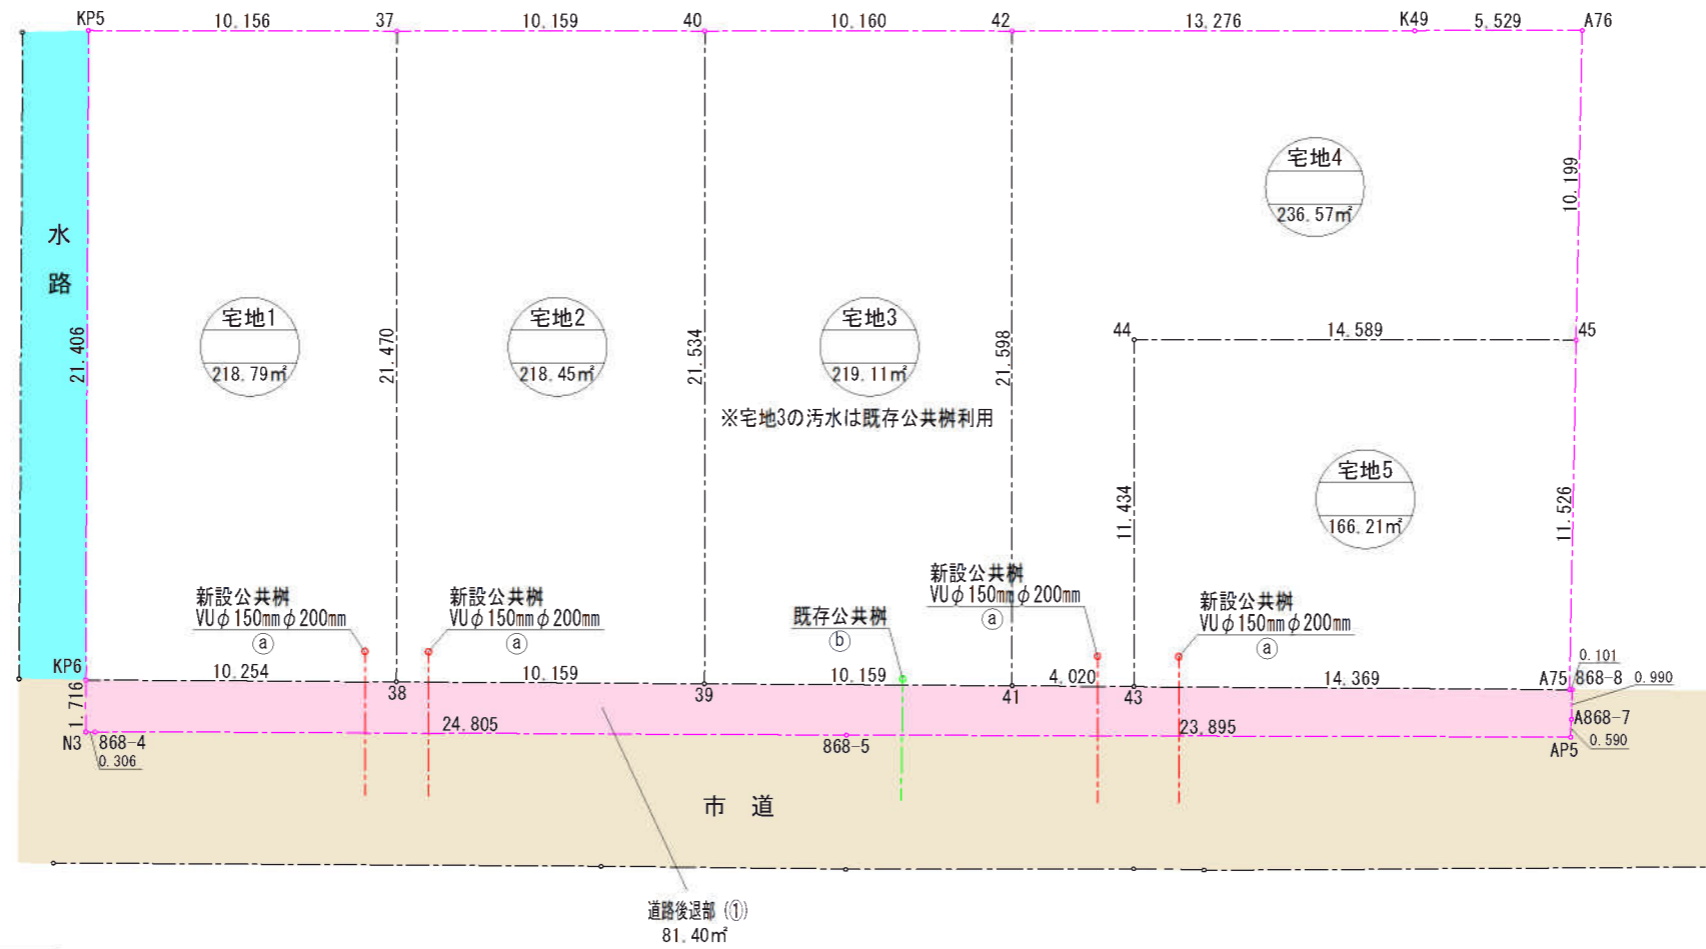 KP5
10.156
37
10.159
40
10.160
42
13.276
K49
5.529
A76
水
路
宅地1
218.79㎡
宅地2
218.45㎡
宅地3
219.11㎡
※宅地3の汚水は既存公共桝利用
宅地4
236.57㎡
宅地5
166.21㎡
21.406
21.470
21.534
21.598
10.199
44
14.589
45
11.434
11.526
新設公共桝
VUφ150㎜φ200㎜
ⓐ
新設公共桝
VUφ150㎜φ200㎜
ⓐ
既存公共桝
ⓑ
新設公共桝
VUφ150㎜φ200㎜
ⓐ
新設公共桝
VUφ150㎜φ200㎜
ⓐ
KP6
10.254
38
10.159
39
10.159
41
4.020
43
14.369
A75
868-8
0.101
0.990
1.716
N3
868-4
0.306
24.805
868-5
23.895
A868-7
0.590
AP5
市 道
道路後退部 (①)
81.40㎡